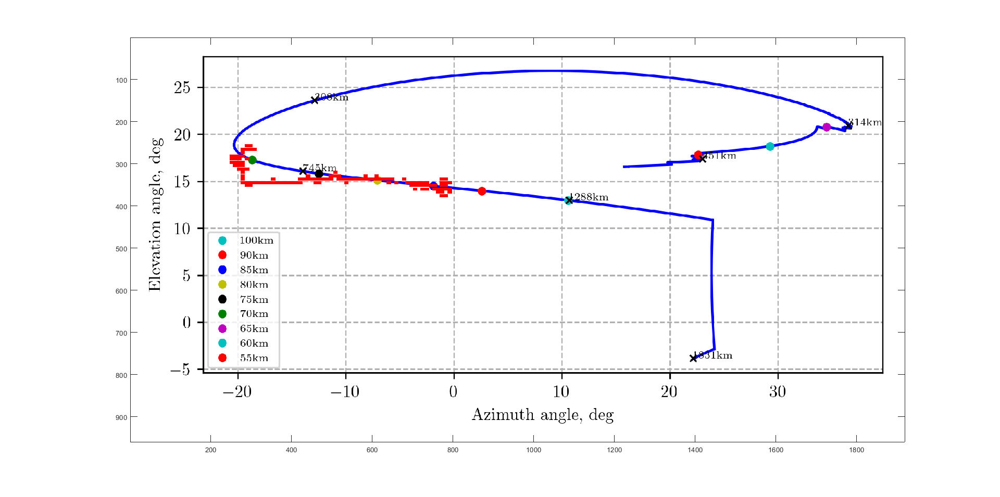 100
200
300
400
500
600
700
800
900
Elevation angle, deg
25
20
15
10
5
0
−5
308km
314km
451km
745km
1288km
1831km
100km
90km
85km
80km
75km
70km
65km
60km
55km
−20
−10
0
10
20
30
Azimuth angle, deg
200
400
600
800
1000
1200
1400
1600
1800